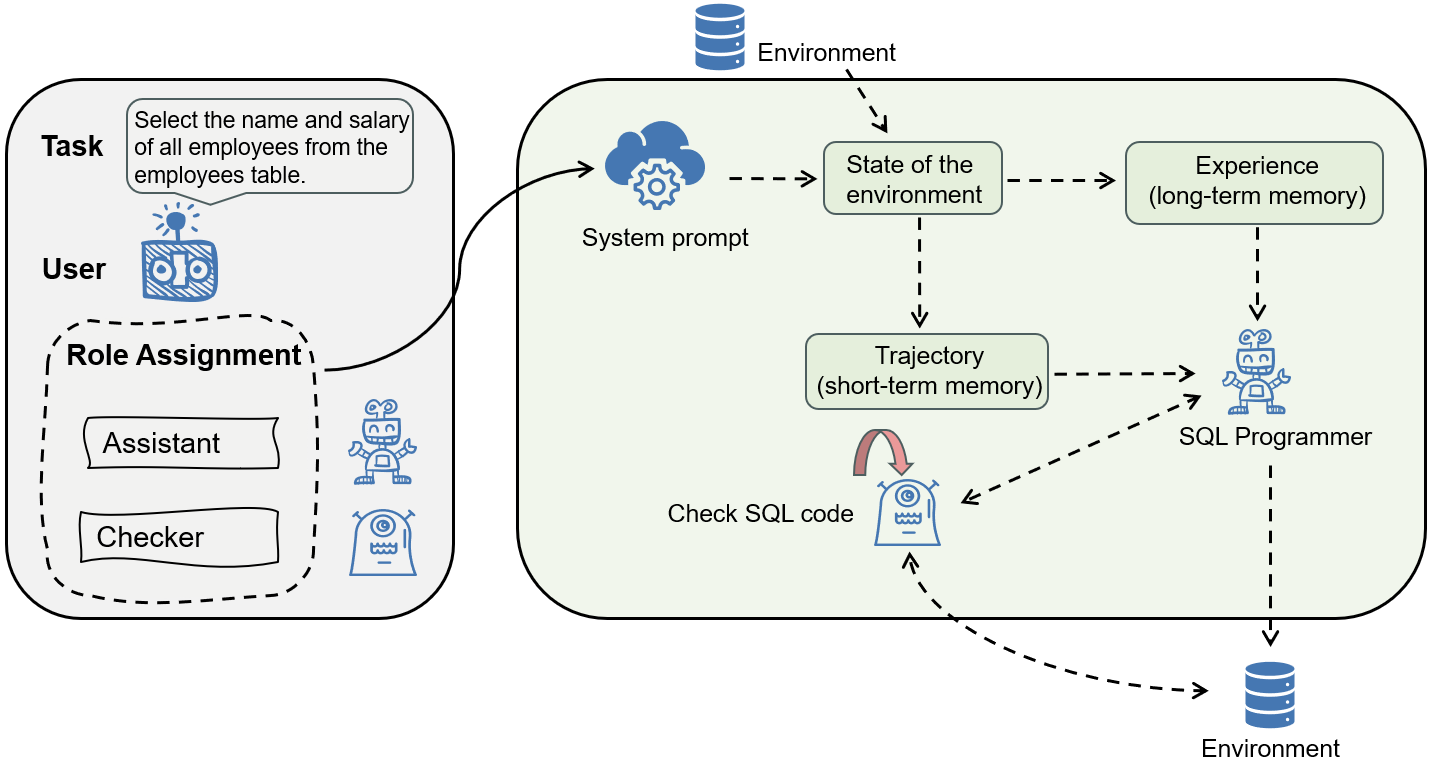 Task
Select the name and salary
of all employees from the
employees table.
User
Role Assignment
Assistant
Checker
Environment
System prompt
State of the
environment
Experience
(long-term memory)
Trajectory
(short-term memory)
SQL Programmer
Check SQL code
Environment